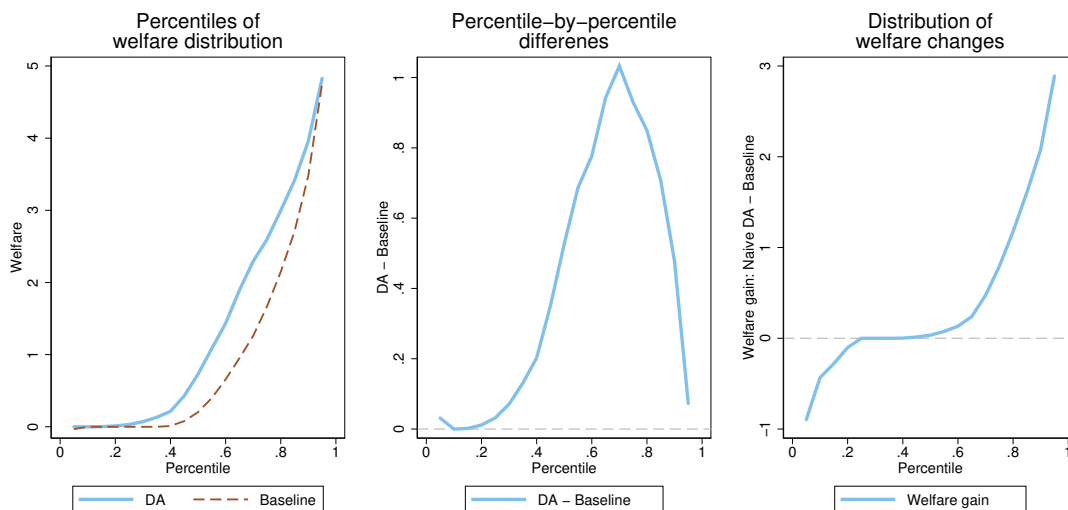 Percentiles of
welfare distribution
Welfare
5
4
3
2
1
0
0 .2 .4 .6 .8 1
Percentile
DA Baseline
Percentile−by−percentile
differenes
DA − Baseline
1
.8
.6
.4
.2
0
0 .2 .4 .6 .8 1
Percentile
DA − Baseline
Distribution of
welfare changes
Welfare gain: Naive DA − Baseline
3
2
1
0
−1
0 .2 .4 .6 .8 1
Percentile
Welfare gain